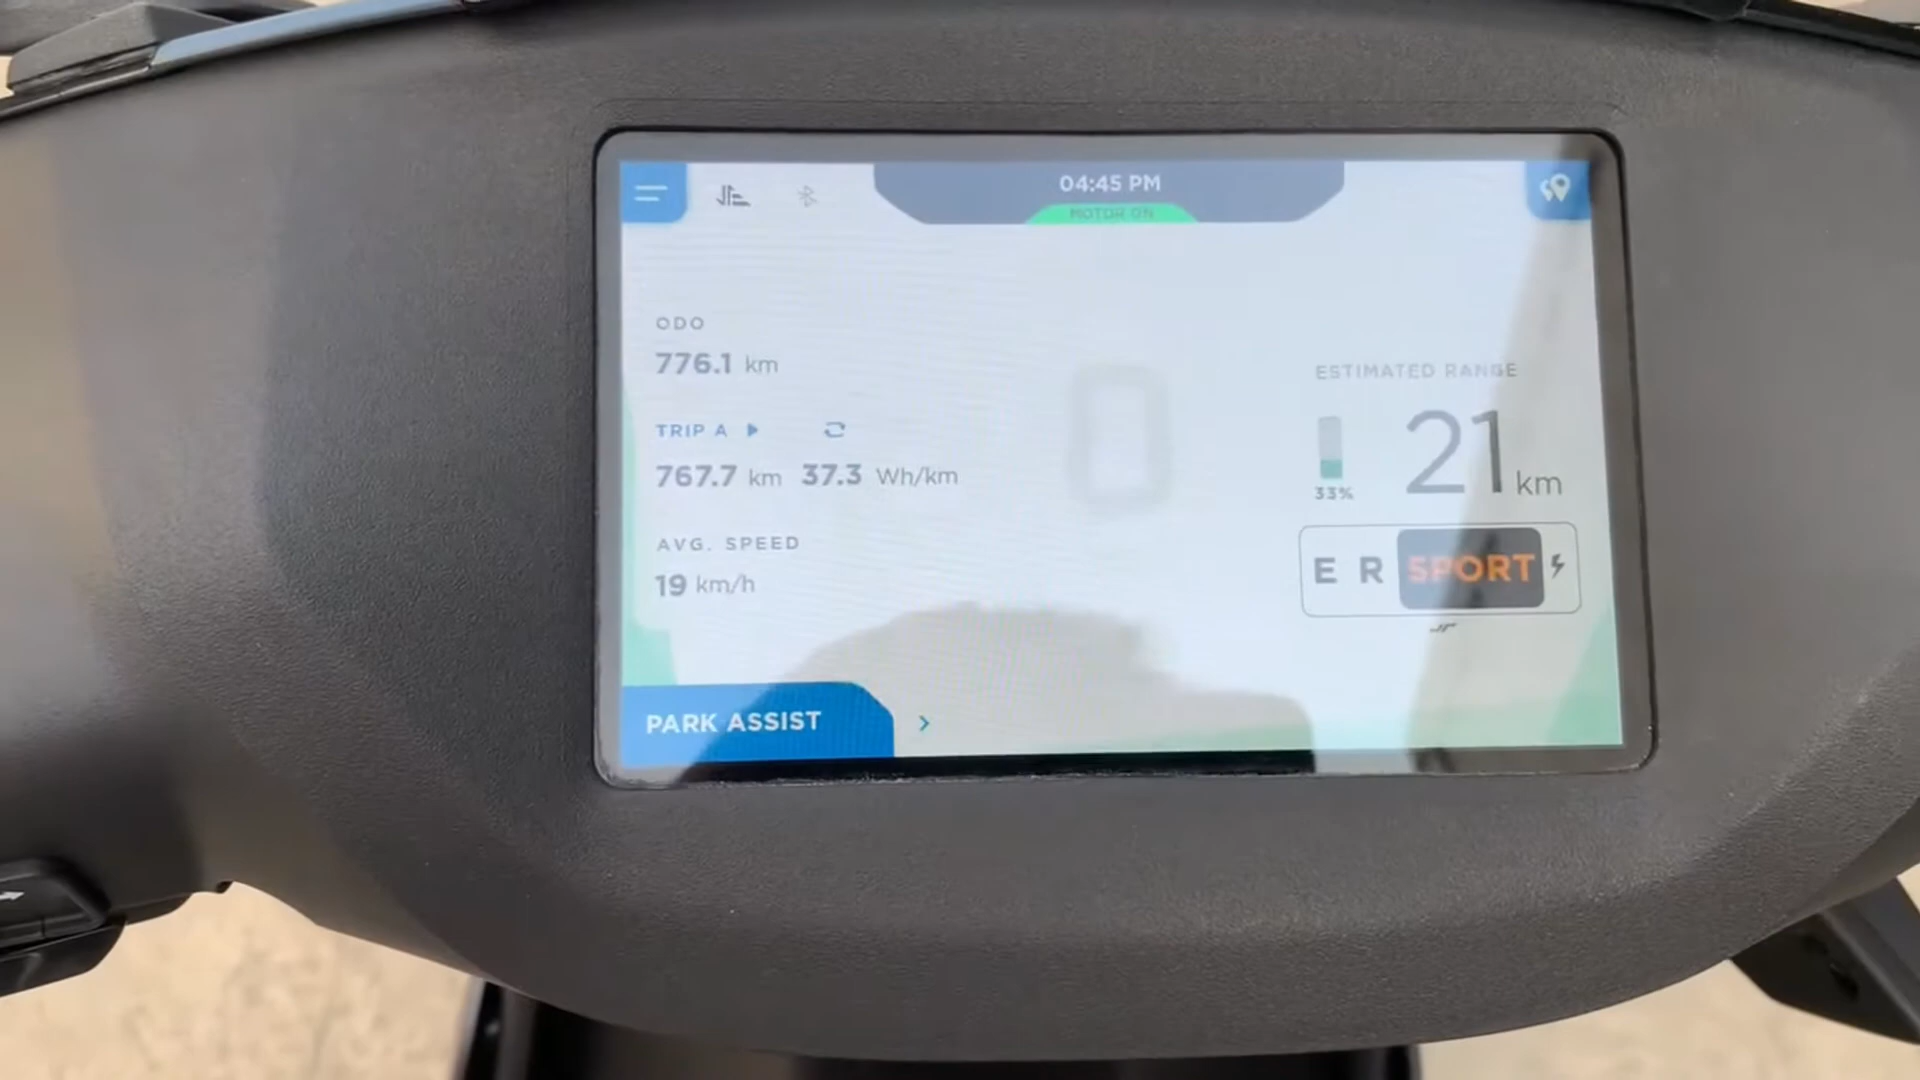 04:45 PM
MOTOR ON
ODO
776.1 km
TRIP A
767.7 km 37.3 Wh/km
AVG. SPEED
19 km/h
0
ESTIMATED RANGE
21 km
33%
E R SPORT
PARK ASSIST